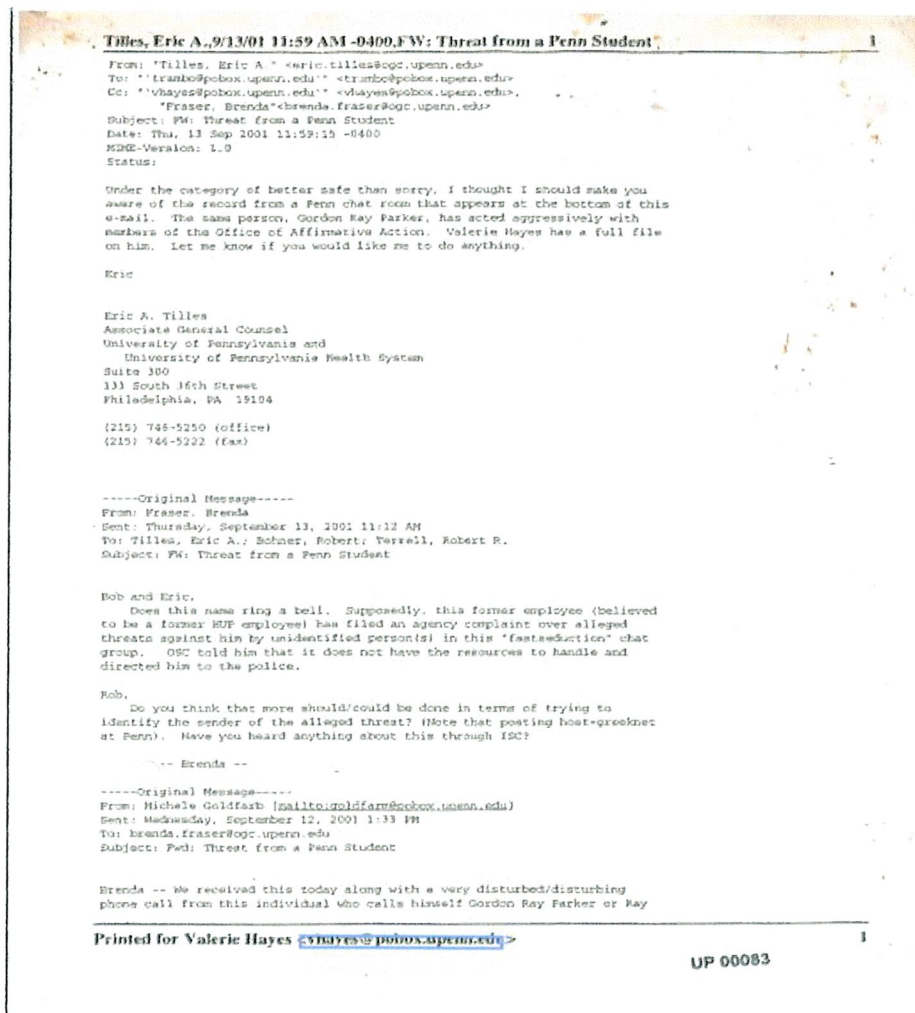 Tilles, Eric A.,9/13/01 11:59 AM -0400,FW: Threat from a Penn Student 1
From: "Tilles, Eric A." <eric.tilles@ogc.upenn.edu>
To: "'trambo@pobox.upenn.edu'" <trambo@pobox.upenn.edu>
Cc: "'vhayes@pobox.upenn.edu'" <vhayes@pobox.upenn.edu>,
"Fraser, Brenda"<brenda.fraser@ogc.upenn.edu>
Subject: FW: Threat from a Penn Student
Date: Thu, 13 Sep 2001 11:59:15 -0400
MIME-Version: 1.0
Status:
Under the category of better safe than sorry, I thought I should make you
aware of the record from a Penn chat room that appears at the bottom of this
e-mail. The same person, Gordon Ray Parker, has acted aggressively with
members of the Office of Affirmative Action. Valerie Hayes has a full file
on him. Let me know if you would like me to do anything.
Eric
Eric A. Tilles
Associate General Counsel
University of Pennsylvania and
University of Pennsylvania Health System
Suite 300
133 South 36th Street
Philadelphia, PA 19104
(215) 746-5250 (office)
(215) 746-5222 (fax)
-----Original Message-----
From: Fraser, Brenda
Sent: Thursday, September 13, 2001 11:12 AM
To: Tilles, Eric A.; Bohner, Robert; Terrell, Robert R.
Subject: FW: Threat from a Penn Student
Bob and Eric,
Does this name ring a bell. Supposedly, this former employee (believed
to be a former HUP employee) has filed an agency complaint over alleged
threats against him by unidentified person(s) in this "fastseduction" chat
group. OSC told him that it does not have the resources to handle and
directed him to the police.
Rob,
Do you think that more should/could be done in terms of trying to
identify the sender of the alleged threat? (Note that posting host=greeknet
at Penn). Have you heard anything about this through ISC?
-- Brenda --
-----Original Message-----
From: Michele Goldfarb [mailto:goldfarm@pobox.upenn.edu]
Sent: Wednesday, September 12, 2001 1:33 PM
To: brenda.fraser@ogc.upenn.edu
Subject: Fwd: Threat from a Penn Student
Brenda -- We received this today along with a very disturbed/disturbing
phone call from this individual who calls himself Gordon Ray Parker or Ray
Printed for Valerie Hayes <vhayes@pobox.upenn.edu> 1
UP 00083